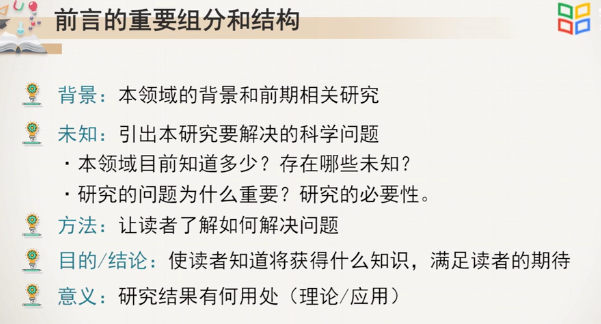 前言的重要组分和结构
背景：本领域的背景和前期相关研究
未知：引出本研究要解决的科学问题
·本领域目前知道多少？存在哪些未知？
·研究的问题为什么重要？研究的必要性。
方法：让读者了解如何解决问题
目的/结论：使读者知道将获得什么知识，满足读者的期待
意义：研究结果有何用处（理论/应用）